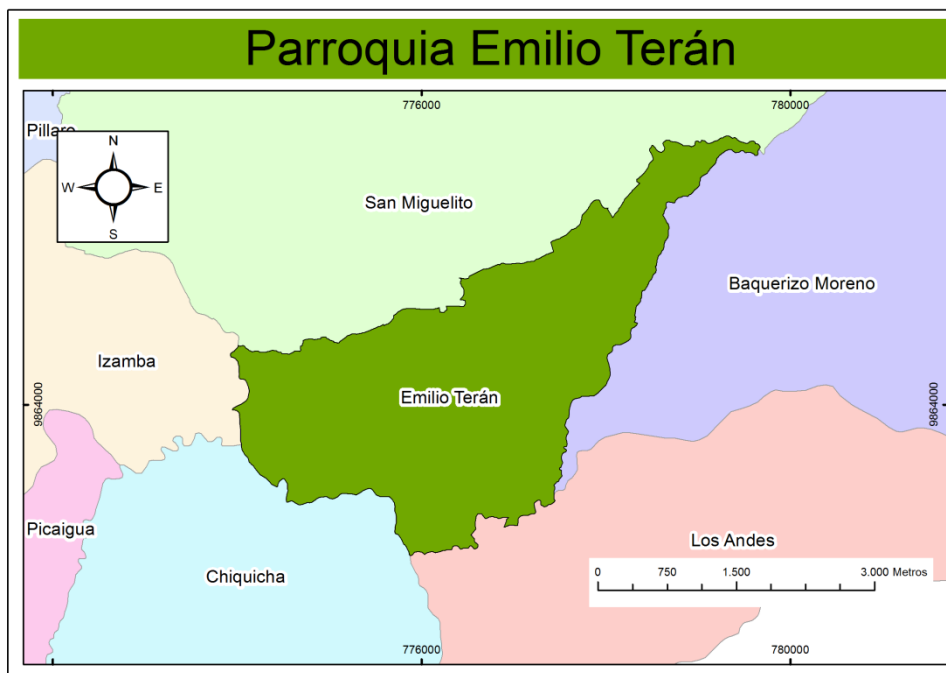 Parroquia Emilio Terán
776000
780000
Pillaro
N
W
E
S
San Miguelito
Baquerizo Moreno
Izamba
Emilio Terán
9864000
9864000
Picaigua
Los Andes
Chiquicha
0 750 1.500 3.000 Metros
776000
780000